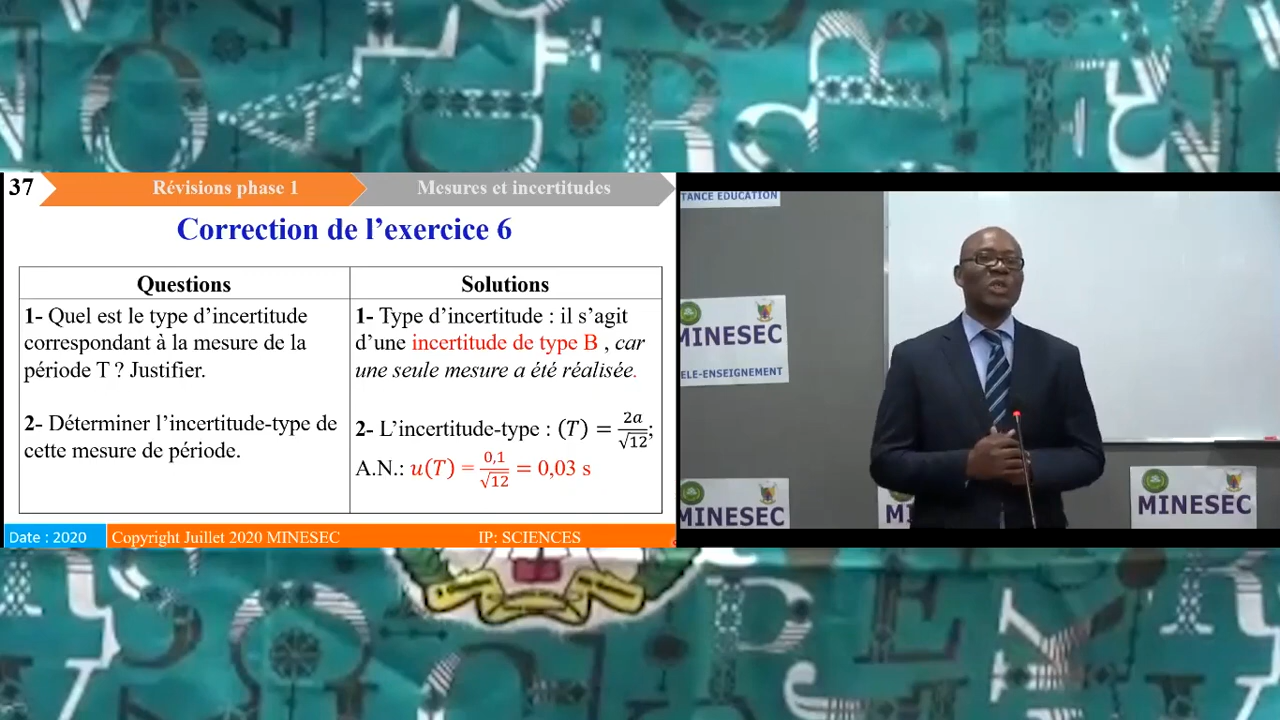 37
Révisions phase 1
Mesures et incertitudes
Correction de l'exercice 6
Questions
1- Quel est le type d'incertitude
correspondant à la mesure de la
période T ? Justifier.
2- Déterminer l'incertitude-type de
cette mesure de période.
Solutions
1- Type d'incertitude : il s'agit
d'une incertitude de type B , car
une seule mesure a été réalisée.
2- L'incertitude-type : (T) = 2a/√12;
A.N.: u(T) = 0,1/√12 = 0,03 s
Date : 2020
Copyright Juillet 2020 MINESEC
IP: SCIENCES
TANCE EDUCATION
MINESEC
ELE-ENSEIGNEMENT
MINESEC
MI
MINESEC